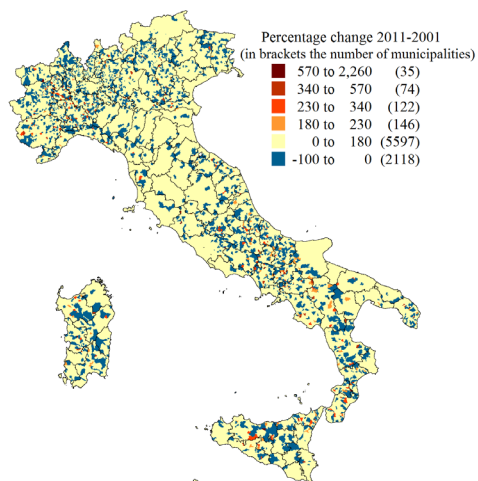 Percentage change 2011-2001
(in brackets the number of municipalities)
570 to 2,260 (35)
340 to 570 (74)
230 to 340 (122)
180 to 230 (146)
0 to 180 (5597)
-100 to 0 (2118)